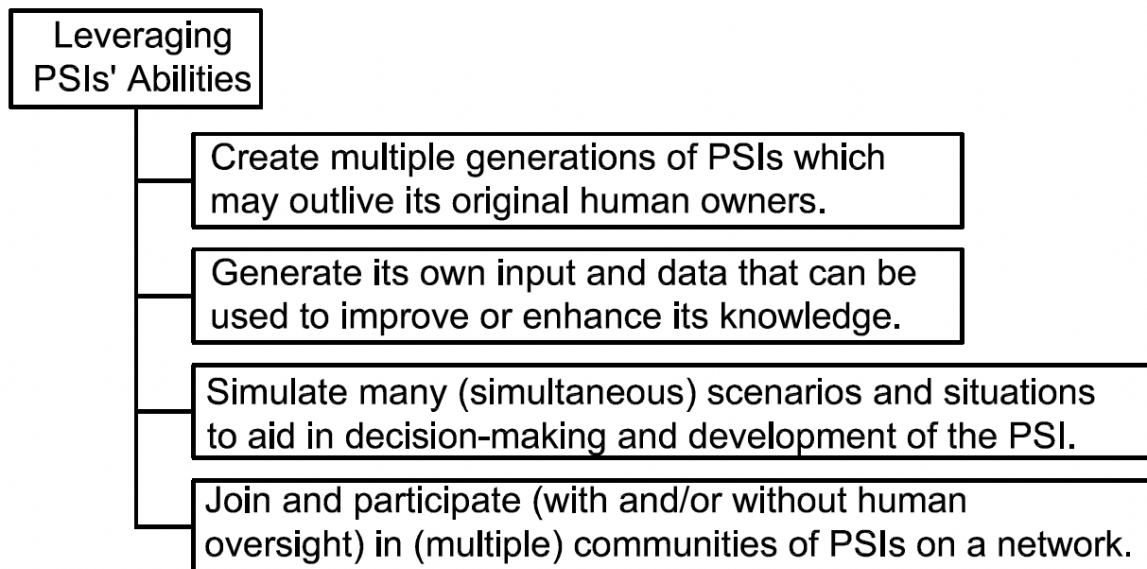 Leveraging
PSIs' Abilities
Create multiple generations of PSIs which
may outlive its original human owners.
Generate its own input and data that can be
used to improve or enhance its knowledge.
Simulate many (simultaneous) scenarios and situations
to aid in decision-making and development of the PSI.
Join and participate (with and/or without human
oversight) in (multiple) communities of PSIs on a network.